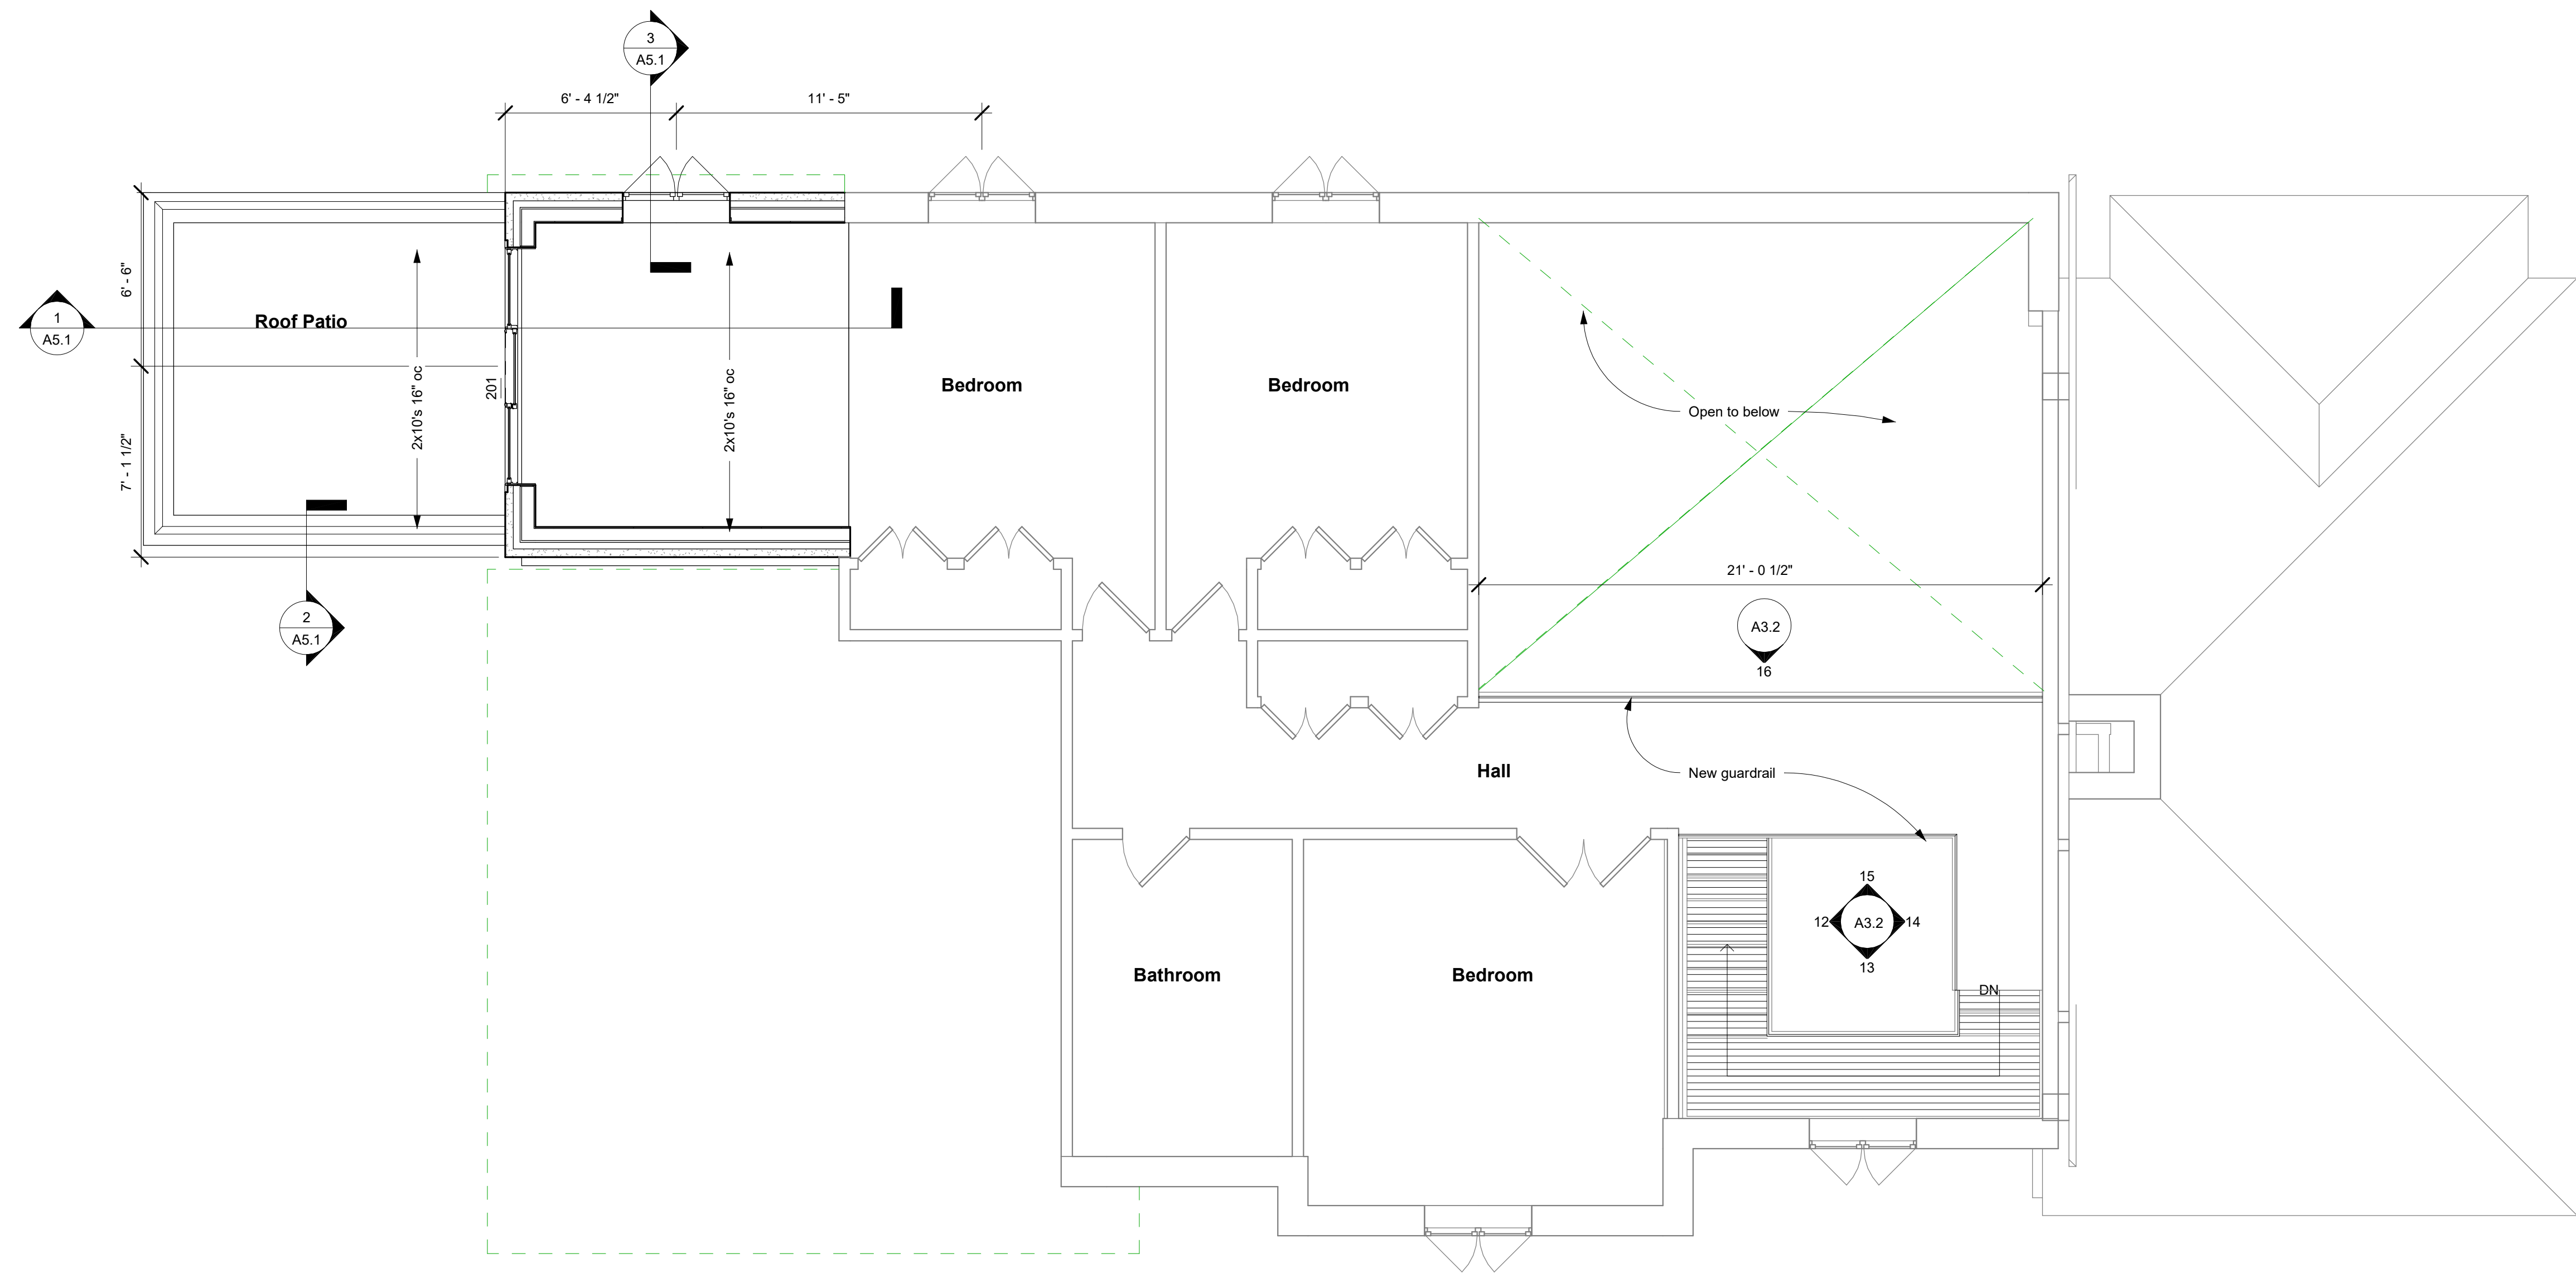 3
A5.1
6' - 4 1/2"
11' - 5"
6' - 6"
Roof Patio
1
A5.1
2x10's 16" oc
201
2x10's 16" oc
Bedroom
Bedroom
Open to below
7' - 1 1/2"
21' - 0 1/2"
2
A5.1
A3.2
16
Hall
New guardrail
15
12
A3.2
14
13
Bathroom
Bedroom
DN